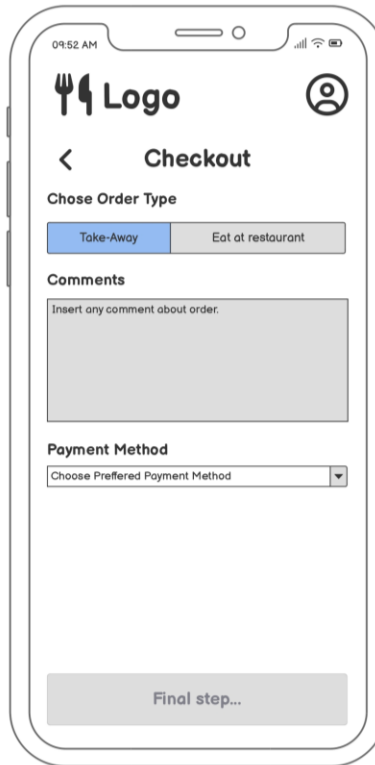 09:52 AM
Logo
Checkout
Chose Order Type
Take-Away Eat at restaurant
Comments
Insert any comment about order.
Payment Method
Choose Preffered Payment Method
Final step...